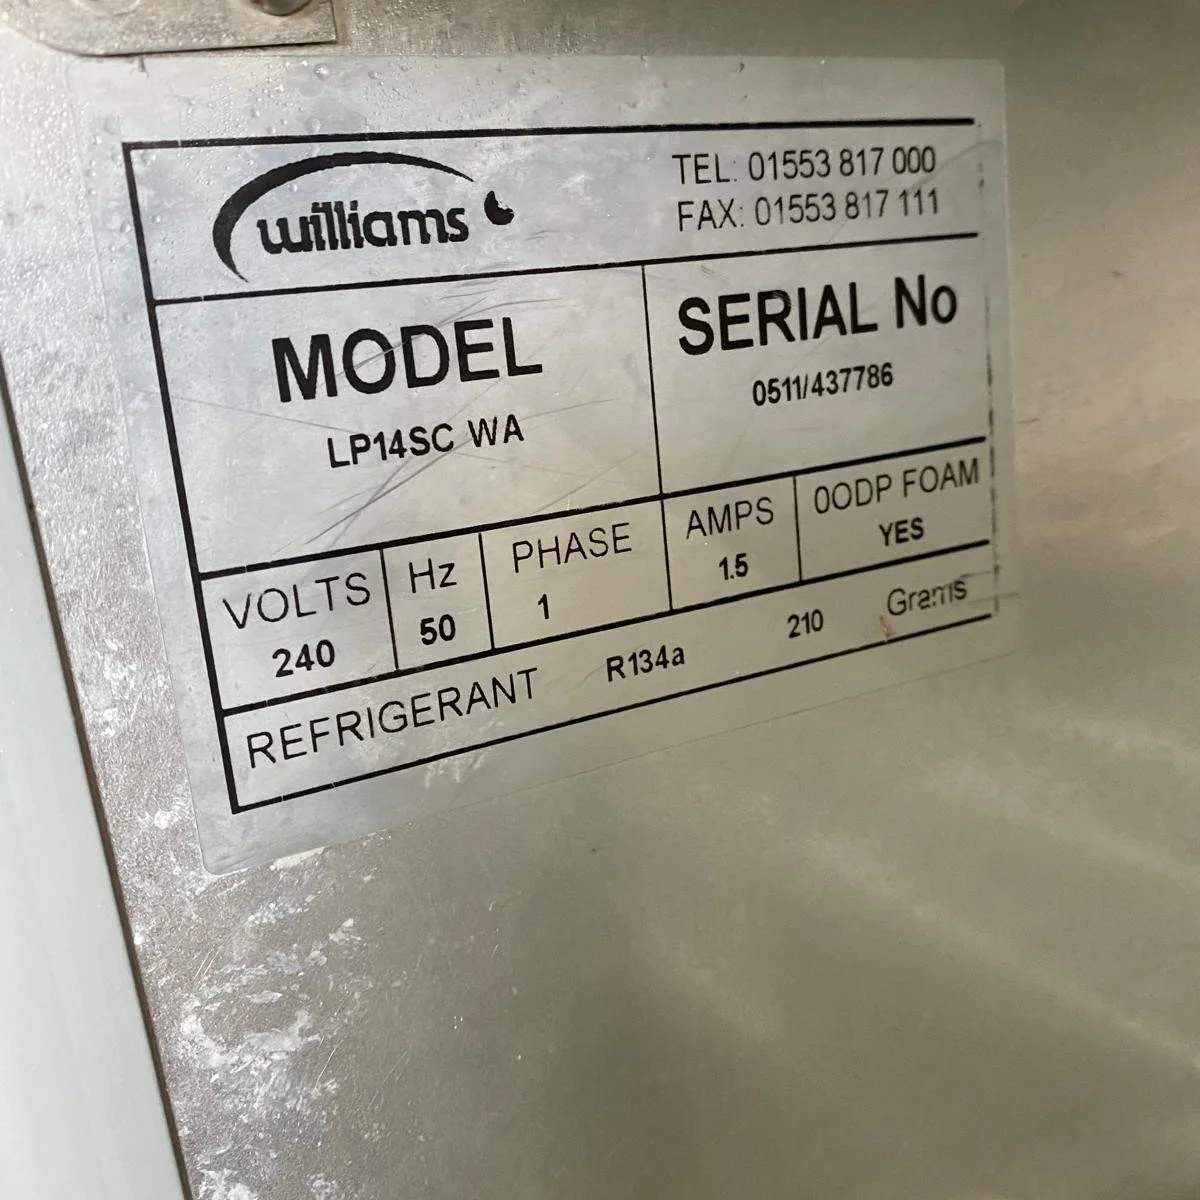 williams
TEL: 01553 817 000
FAX: 01553 817 111
MODEL
LP14SC WA
SERIAL No
0511/437786
VOLTS
240
Hz
50
PHASE
1
AMPS
1.5
0ODP FOAM
YES
REFRIGERANT R134a 210 Grams